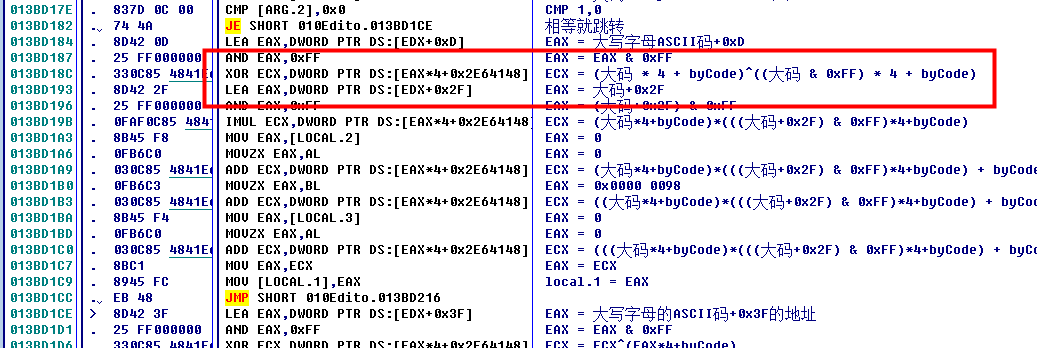 013BD17E . 837D 0C 00 CMP [ARG.2],0x0 CMP 1,0
013BD182 .⌄ 74 4A JE SHORT 010Edito.013BD1CE 相等就跳转
013BD184 . 8D42 0D LEA EAX,DWORD PTR DS:[EDX+0xD] EAX = 大写字母ASCII码+0xD
013BD187 . 25 FF000000 AND EAX,0xFF EAX = EAX & 0xFF
013BD18C . 330C85 4841E6 XOR ECX,DWORD PTR DS:[EAX*4+0x2E64148] ECX = (大码 * 4 + byCode)^((大码 & 0xFF) * 4 + byCode)
013BD193 . 8D42 2F LEA EAX,DWORD PTR DS:[EDX+0x2F] EAX = 大码+0x2F
013BD196 . 25 FF000000 AND EAX,0xFF EAX = (大码+0x2F) & 0xFF
013BD19B . 0FAF0C85 484 IMUL ECX,DWORD PTR DS:[EAX*4+0x2E64148] ECX = (大码*4+byCode)*(((大码+0x2F) & 0xFF)*4+byCode)
013BD1A3 . 8B45 F8 MOV EAX,[LOCAL.2] EAX = 0
013BD1A6 . 0FB6C0 MOVZX EAX,AL EAX = 0
013BD1A9 . 030C85 4841E6 ADD ECX,DWORD PTR DS:[EAX*4+0x2E64148] ECX = (大码*4+byCode)*(((大码+0x2F) & 0xFF)*4+byCode) + byC
013BD1B0 . 0FB6C3 MOVZX EAX,BL EAX = 0x0000 0098
013BD1B3 . 030C85 4841E6 ADD ECX,DWORD PTR DS:[EAX*4+0x2E64148] ECX = ((大码*4+byCode)*(((大码+0x2F) & 0xFF)*4+byCode) + byCo
013BD1BA . 8B45 F4 MOV EAX,[LOCAL.3] EAX = 0
013BD1BD . 0FB6C0 MOVZX EAX,AL EAX = 0
013BD1C0 . 030C85 4841E6 ADD ECX,DWORD PTR DS:[EAX*4+0x2E64148] ECX = (((大码*4+byCode)*(((大码+0x2F) & 0xFF)*4+byCode) + byC
013BD1C7 . 8BC1 MOV EAX,ECX EAX = ECX
013BD1C9 . 8945 FC MOV [LOCAL.1],EAX local.1 = EAX
013BD1CC .⌄ EB 48 JMP SHORT 010Edito.013BD216
013BD1CE > 8D42 3F LEA EAX,DWORD PTR DS:[EDX+0x3F] EAX = 大写字母的ASCII码+0x3F的地址
013BD1D1 . 25 FF000000 AND EAX,0xFF EAX = EAX & 0xFF
013BD1D6 . 330C85 4841E6 XOR ECX,DWORD PTR DS:[EAX*4+0x2E64148] ECX = ECX^(EAX*4+byCode)